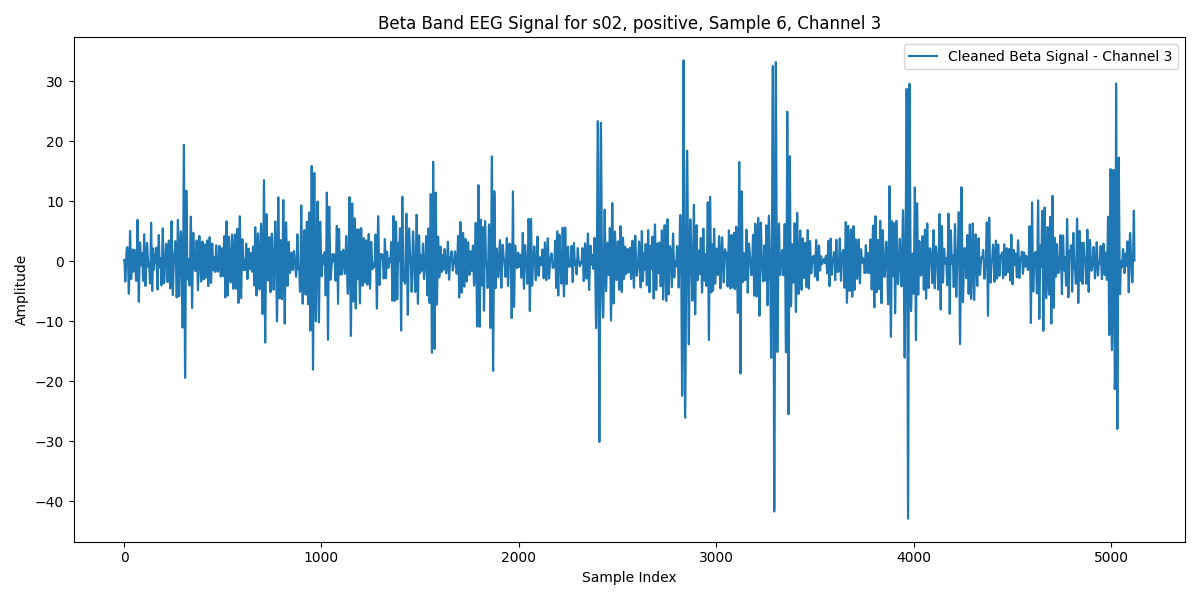 Beta Band EEG Signal for s02, positive, Sample 6, Channel 3
Cleaned Beta Signal - Channel 3
30
20
10
0
−10
−20
−30
−40
Amplitude
0 1000 2000 3000 4000 5000
Sample Index